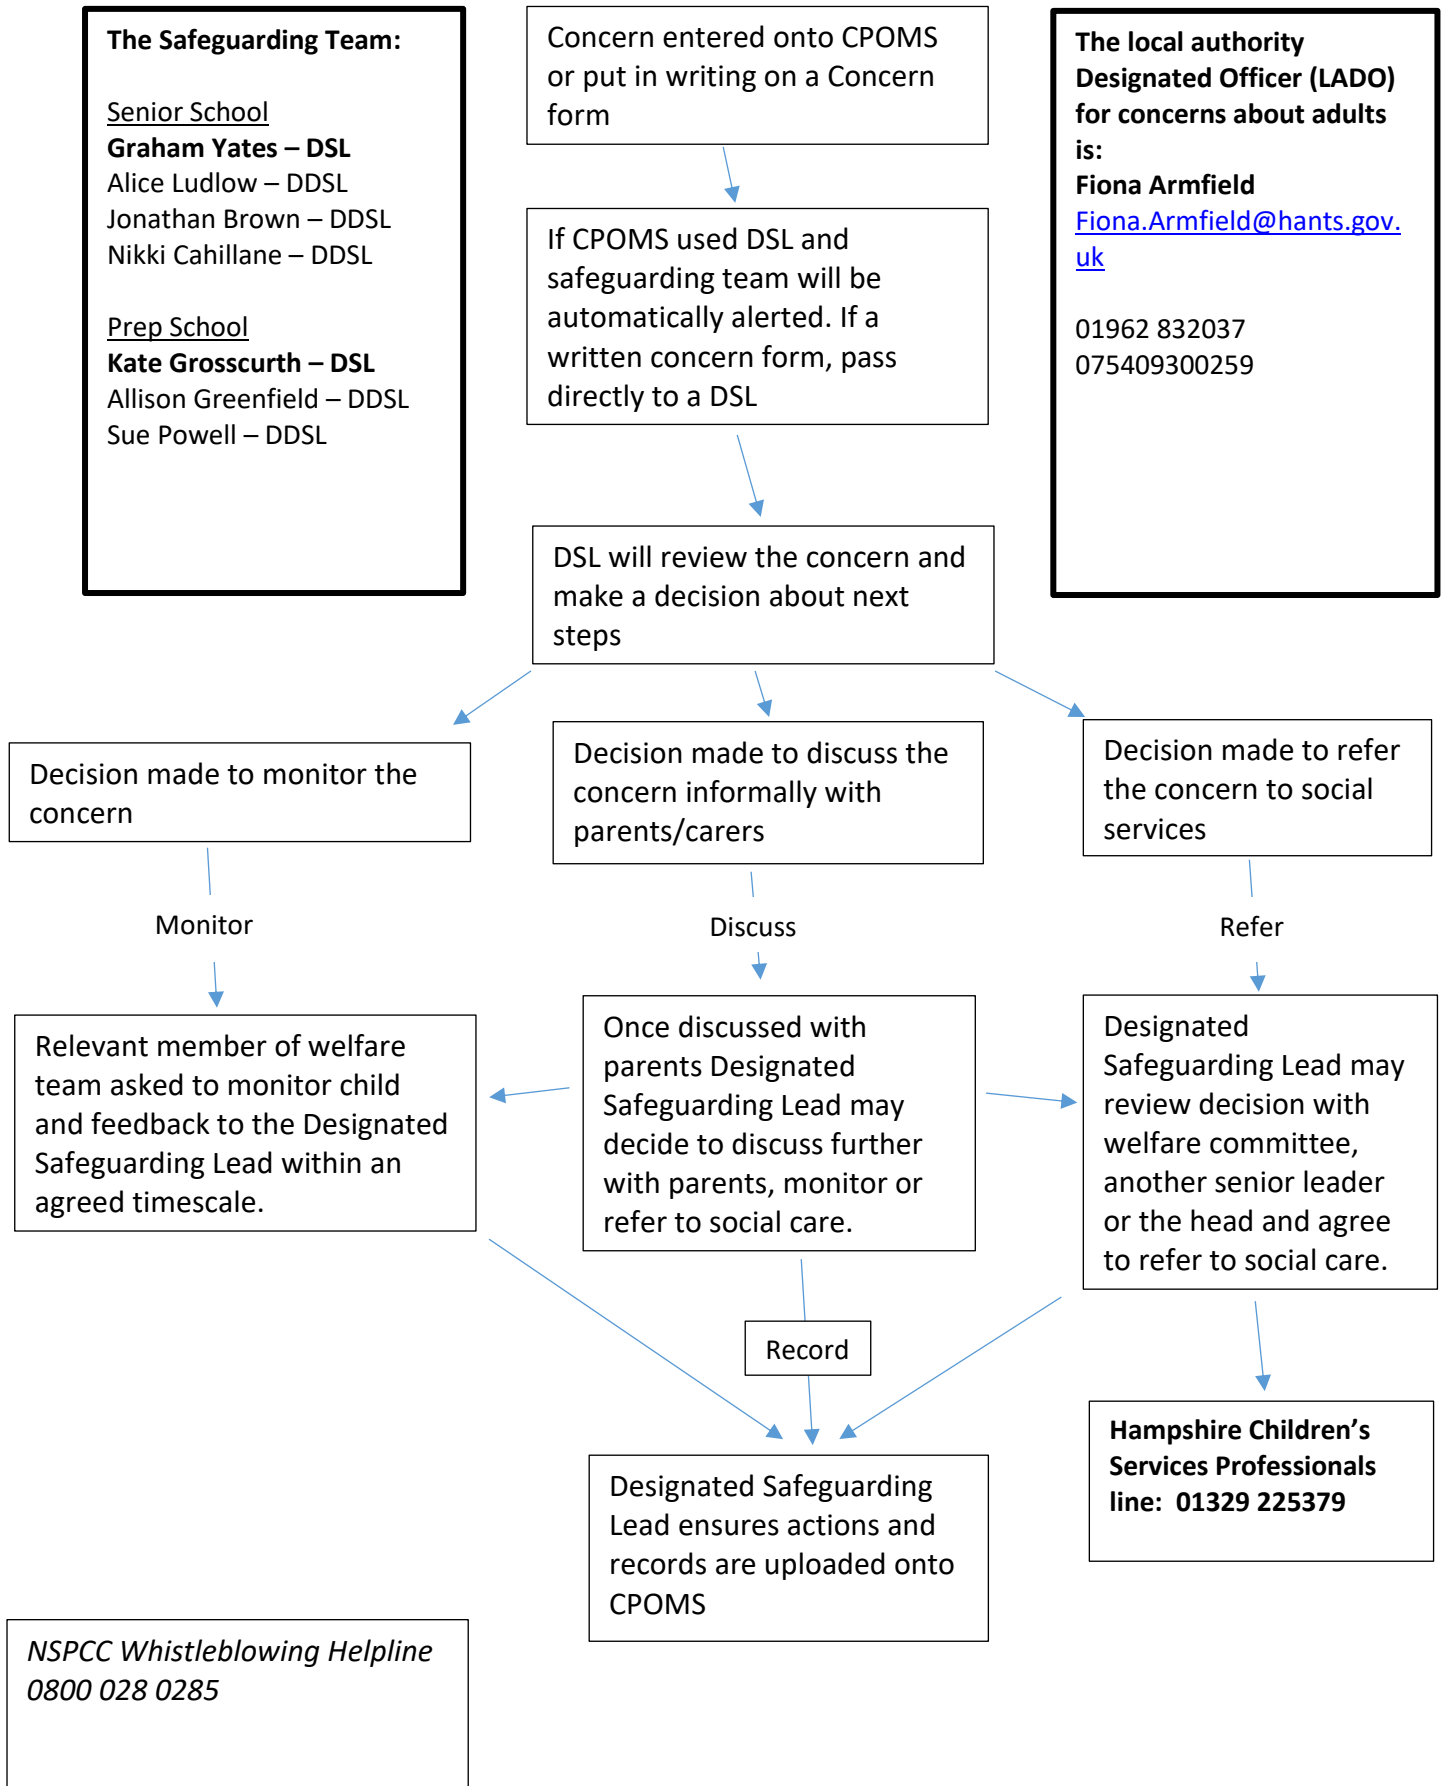 The Safeguarding Team:
Senior School
Graham Yates – DSL
Alice Ludlow – DDSL
Jonathan Brown – DDSL
Nikki Cahillane – DDSL
Prep School
Kate Grosscurth – DSL
Allison Greenfield – DDSL
Sue Powell – DDSL
Concern entered onto CPOMS
or put in writing on a Concern
form
The local authority
Designated Officer (LADO)
for concerns about adults
is:
Fiona Armfield
Fiona.Armfield@hants.gov.
uk
01962 832037
075409300259
If CPOMS used DSL and
safeguarding team will be
automatically alerted. If a
written concern form, pass
directly to a DSL
DSL will review the concern and
make a decision about next
steps
Decision made to monitor the
concern
Decision made to discuss the
concern informally with
parents/carers
Decision made to refer
the concern to social
services
Monitor
Discuss
Refer
Relevant member of welfare
team asked to monitor child
and feedback to the Designated
Safeguarding Lead within an
agreed timescale.
Once discussed with
parents Designated
Safeguarding Lead may
decide to discuss further
with parents, monitor or
refer to social care.
Designated
Safeguarding Lead may
review decision with
welfare committee,
another senior leader
or the head and agree
to refer to social care.
Record
Designated Safeguarding
Lead ensures actions and
records are uploaded onto
CPOMS
Hampshire Children’s
Services Professionals
line:  01329 225379
NSPCC Whistleblowing Helpline
0800 028 0285